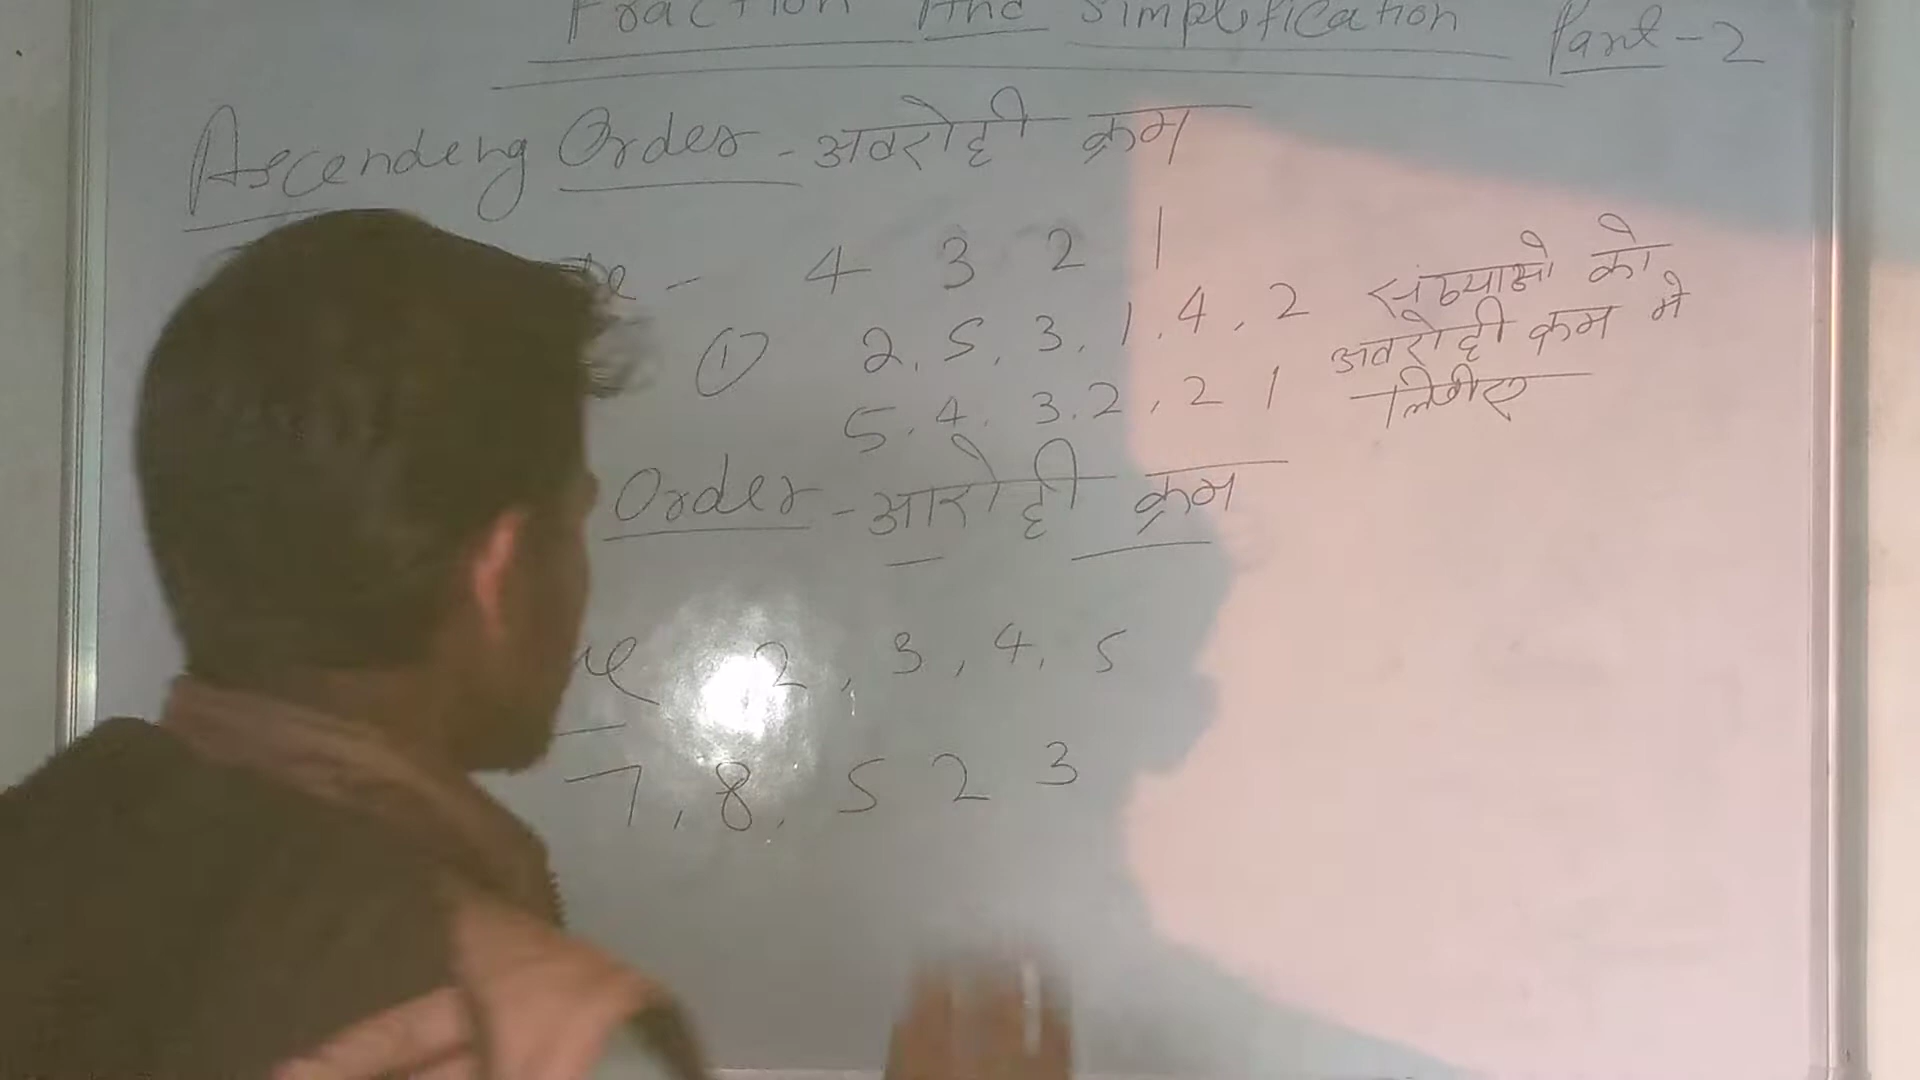 Fraction And Simplification Part-2
Ascending Order - अवरोही क्रम
4 3 2 1
① 2, 5, 3, 1, 4, 2 संख्याओ को
अवरोही क्रम मे
5, 4, 3, 2, 2 1 लिखीए
Order - आरोही क्रम
2, 3, 4, 5
7, 8, 5 2 3